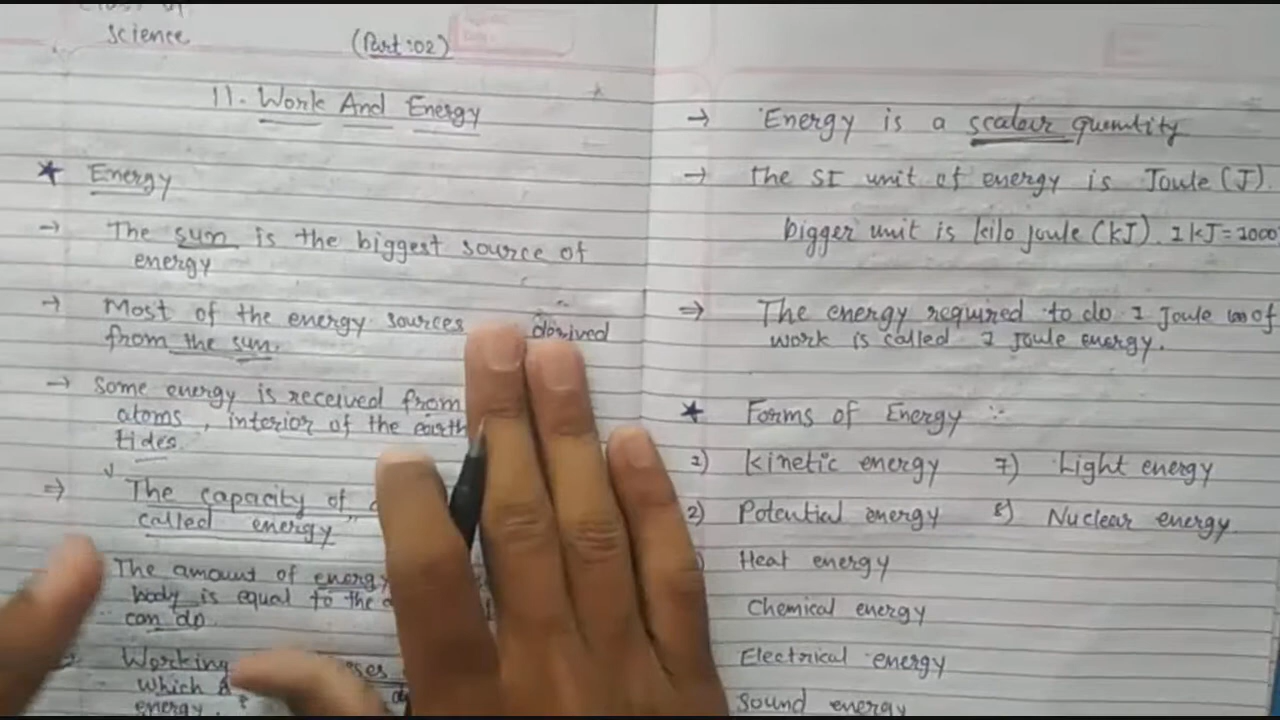 science
(Part:02)
11. Work And Energy
* Energy
→ The sun is the biggest source of
energy
→ Most of the energy sources derived
from the sun.
→ Some energy is received from
atoms, interior of the earth
tides.
⇒ "The capacity of
called energy"
The amount of energy
body is equal to the
can do.
Working
which
energy.
→ Energy is a scalour quantity
→ The SI unit of energy is Joule (J).
bigger unit is kilo joule (kJ). 1 kJ = 1000
⇒ The energy required to do 1 Joule of
work is called 1 Joule energy.
* Forms of Energy :-
1) kinetic energy 7) Light energy
2) Potential energy 8) Nuclear energy.
Heat energy
Chemical energy
Electrical energy
Sound energy